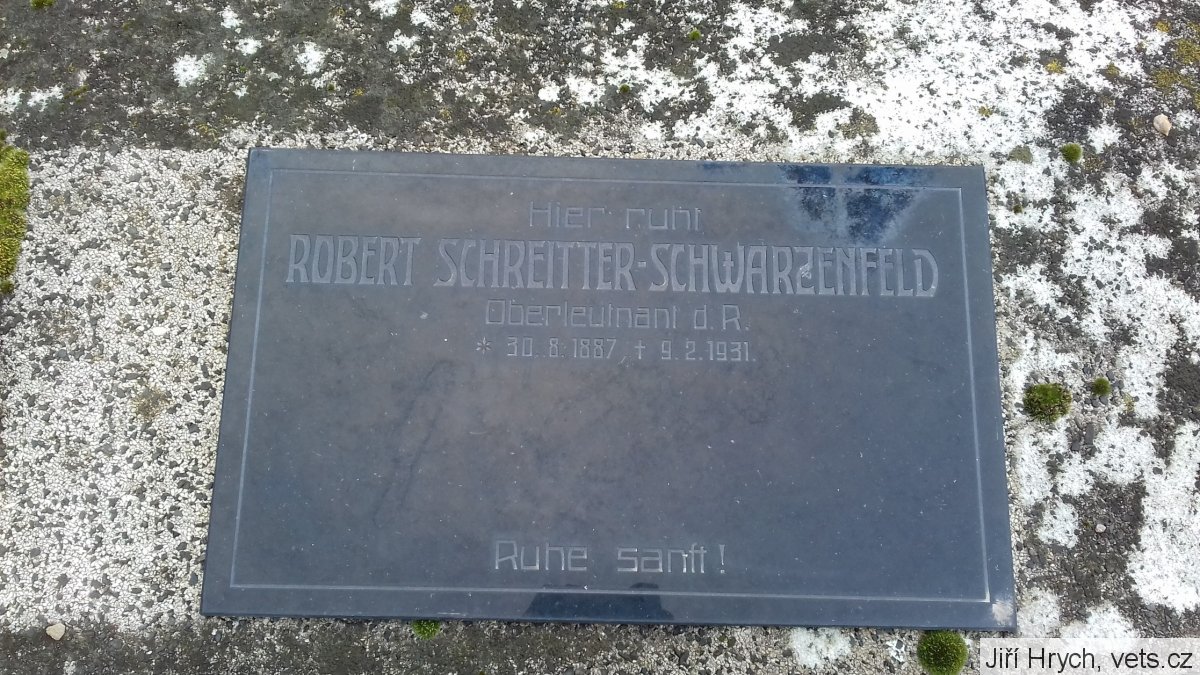 Hier ruht
ROBERT SCHREITTER-SCHWARZENFELD
Oberleutnant d. R.
* 30. 8. 1887, † 9. 2. 1931.
Ruhe sanft!
Jiří Hrych, vets.cz